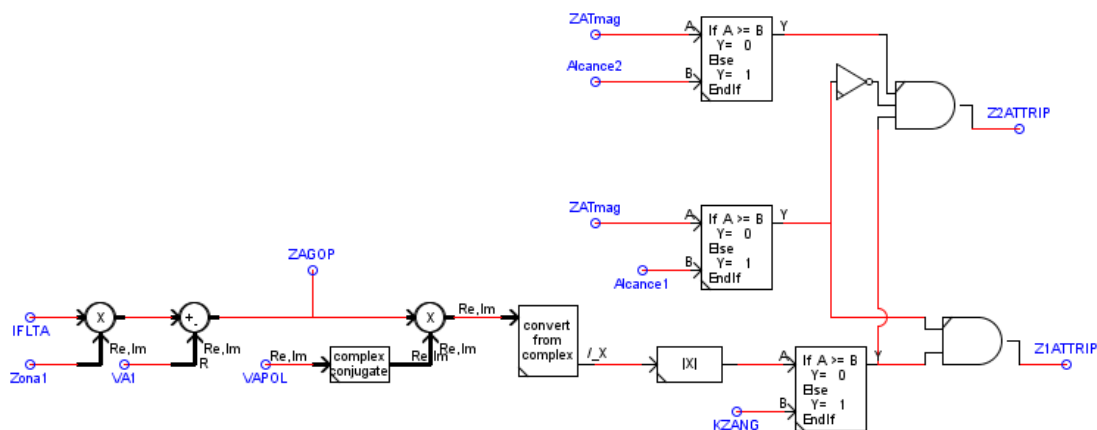 ZATmag
A
If A >= B
Y= 0
Else
Y= 1
EndIf
Y
Alcance2
B
Z2ATTRIP
ZATmag
A
If A >= B
Y= 0
Else
Y= 1
EndIf
Y
B
Alcance1
ZAGOP
IFLTA
X
+
-
X
Re,Im
convert
from
complex
Re,Im
Re,Im
R
Re,Im
complex
conjugate
Re,Im
Re,Im
Zona1
VA1
VAPOL
/_X
|X|
A
If A >= B
Y= 0
Else
Y= 1
EndIf
Y
B
KZANG
Z1ATTRIP